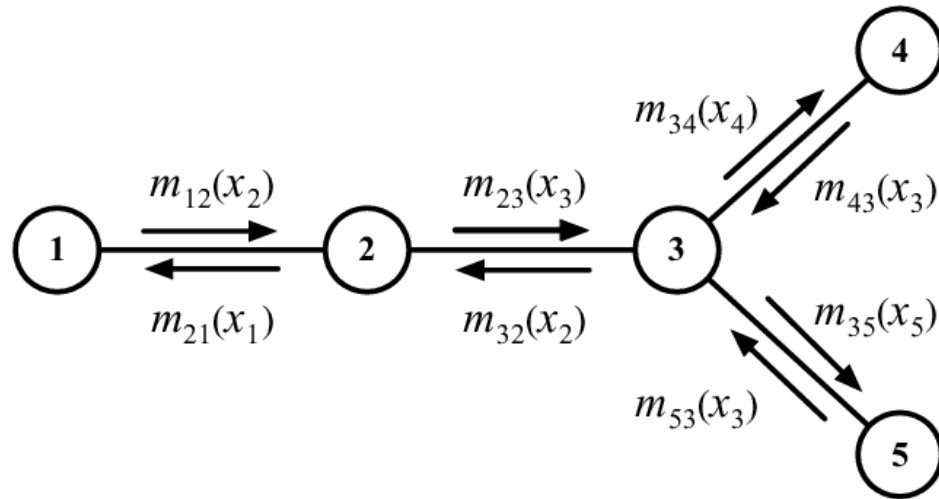 4
m₃₄(x₄)
m₁₂(x₂) m₂₃(x₃) m₄₃(x₃)
1 2 3
m₂₁(x₁) m₃₂(x₂) m₃₅(x₅)
m₅₃(x₃)
5